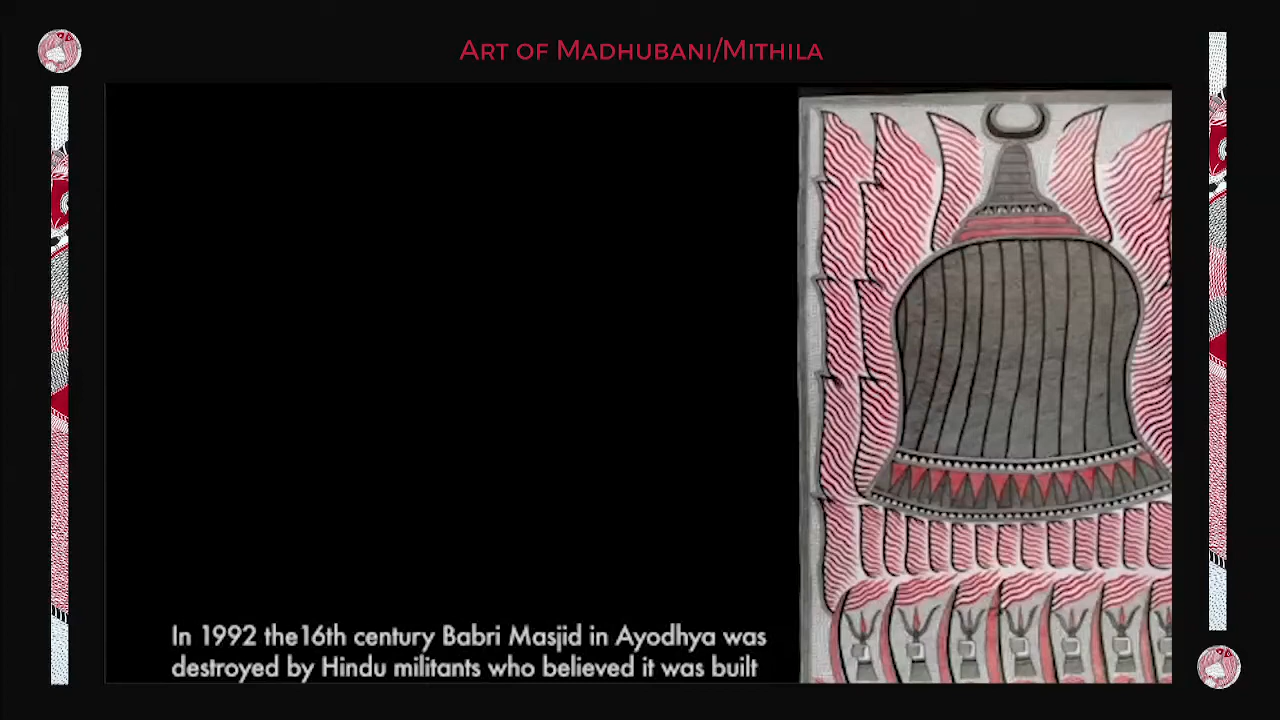 Art of Madhubani/Mithila
In 1992 the16th century Babri Masjid in Ayodhya was
destroyed by Hindu militants who believed it was built